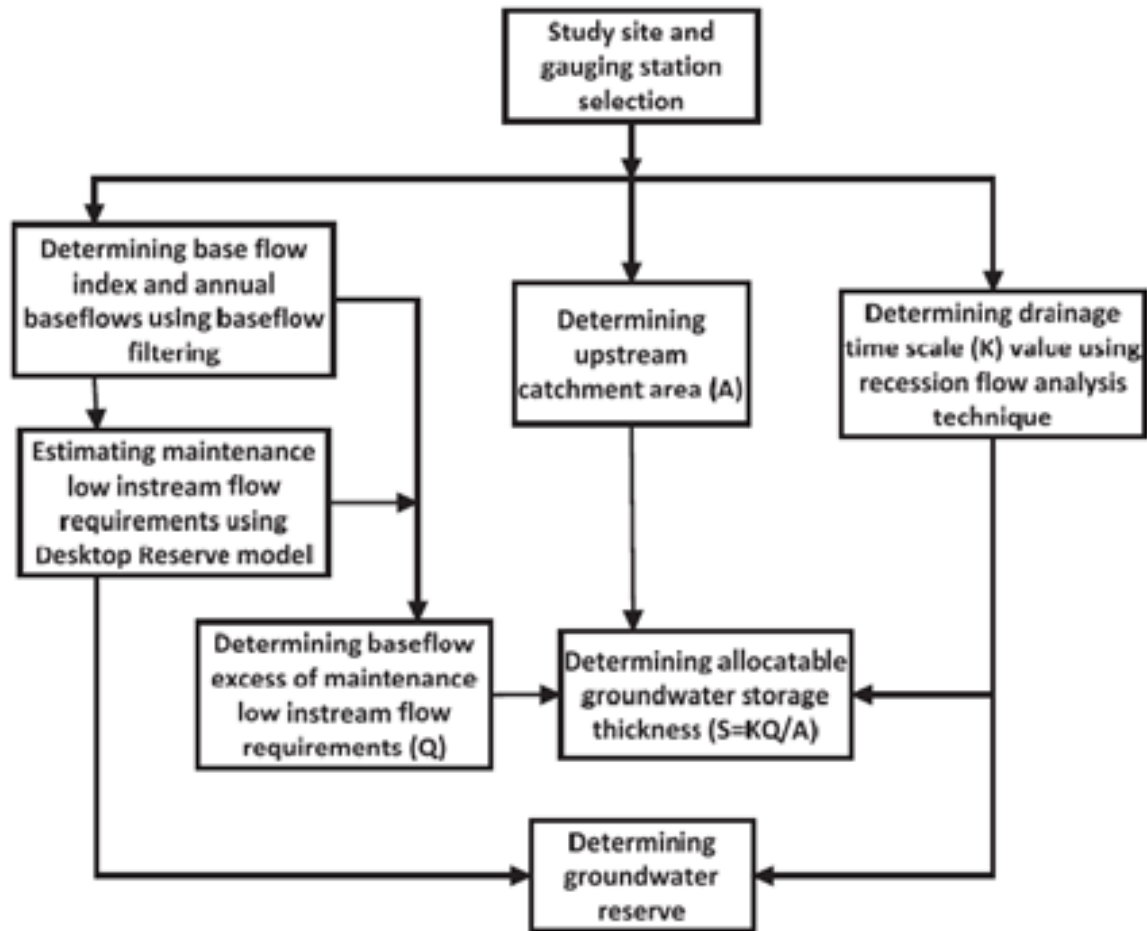 Study site and
gauging station
selection
Determining base flow
index and annual
baseflows using baseflow
filtering
Determining
upstream
catchment area (A)
Determining drainage
time scale (K) value using
recession flow analysis
technique
Estimating maintenance
low instream flow
requirements using
Desktop Reserve model
Determining baseflow
excess of maintenance
low instream flow
requirements (Q)
Determining allocatable
groundwater storage
thickness (S=KQ/A)
Determining
groundwater
reserve